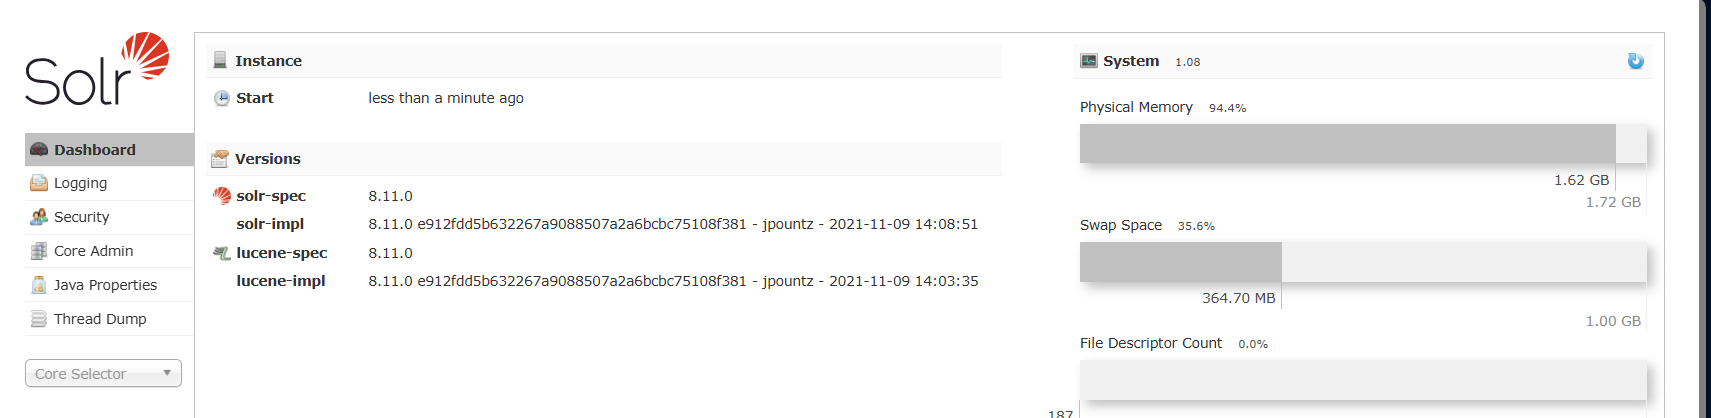 Solr
Dashboard
Logging
Security
Core Admin
Java Properties
Thread Dump
Core Selector
Instance
Start less than a minute ago
Versions
solr-spec 8.11.0
solr-impl 8.11.0 e912fdd5b632267a9088507a2a6bcbc75108f381 - jpountz - 2021-11-09 14:08:51
lucene-spec 8.11.0
lucene-impl 8.11.0 e912fdd5b632267a9088507a2a6bcbc75108f381 - jpountz - 2021-11-09 14:03:35
System 1.08
Physical Memory 94.4%
1.62 GB
1.72 GB
Swap Space 35.6%
364.70 MB
1.00 GB
File Descriptor Count 0.0%
187